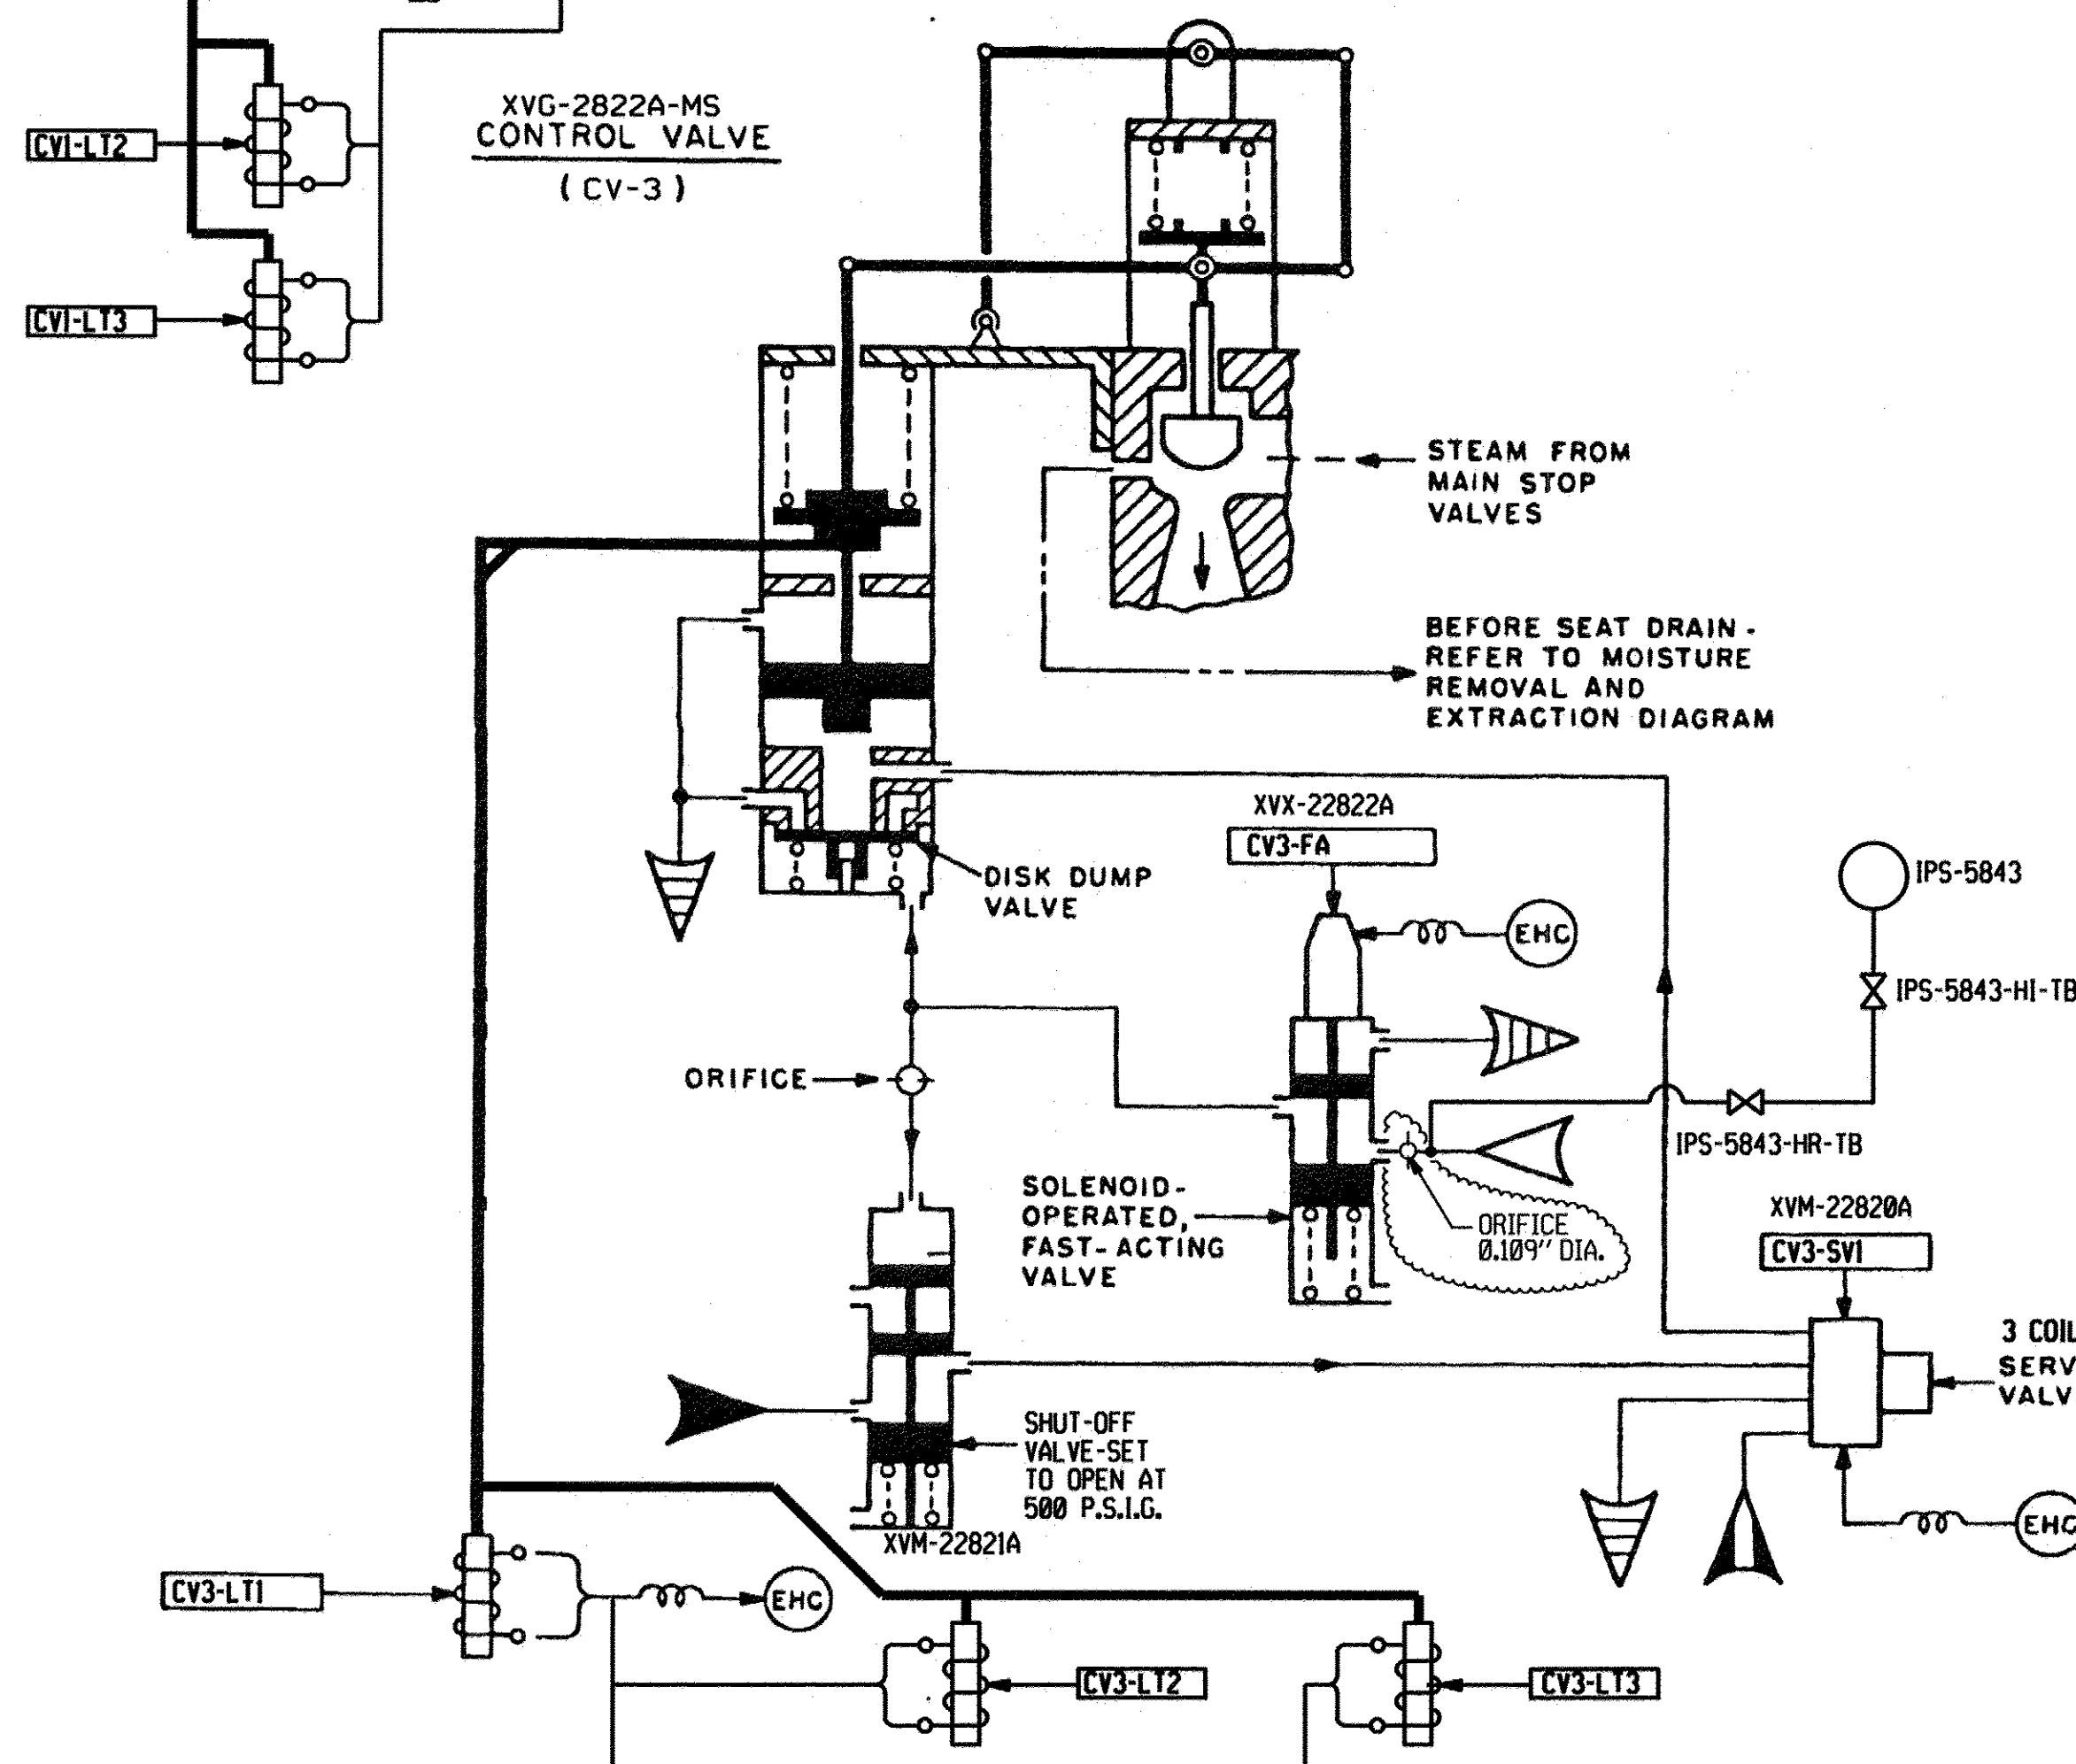 XVG-2822A-MS
CONTROL VALVE
(CV-3)
CV1-LT2
CV1-LT3
STEAM FROM
MAIN STOP
VALVES
BEFORE SEAT DRAIN -
REFER TO MOISTURE
REMOVAL AND
EXTRACTION DIAGRAM
XVX-22822A
CV3-FA
DISK DUMP
VALVE
EHC
IPS-5843
IPS-5843-HI-TB
ORIFICE
IPS-5843-HR-TB
SOLENOID-
OPERATED,
FAST-ACTING
VALVE
ORIFICE
0.109" DIA.
XVM-22820A
CV3-SV1
3 COIL
SERV
VALV
SHUT-OFF
VALVE-SET
TO OPEN AT
500 P.S.I.G.
XVM-22821A
EHC
CV3-LT1
EHC
CV3-LT2
CV3-LT3